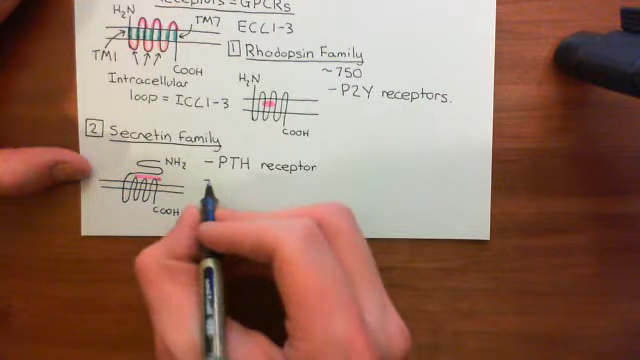 Receptors = GPCRs
H₂N
TM7
ECL1-3
TM1
COOH
Intracellular
loop = ICL1-3
1 Rhodopsin Family
~750
- P2Y receptors.
H₂N
COOH
2 Secretin Family
NH₂
- PTH receptor
COOH